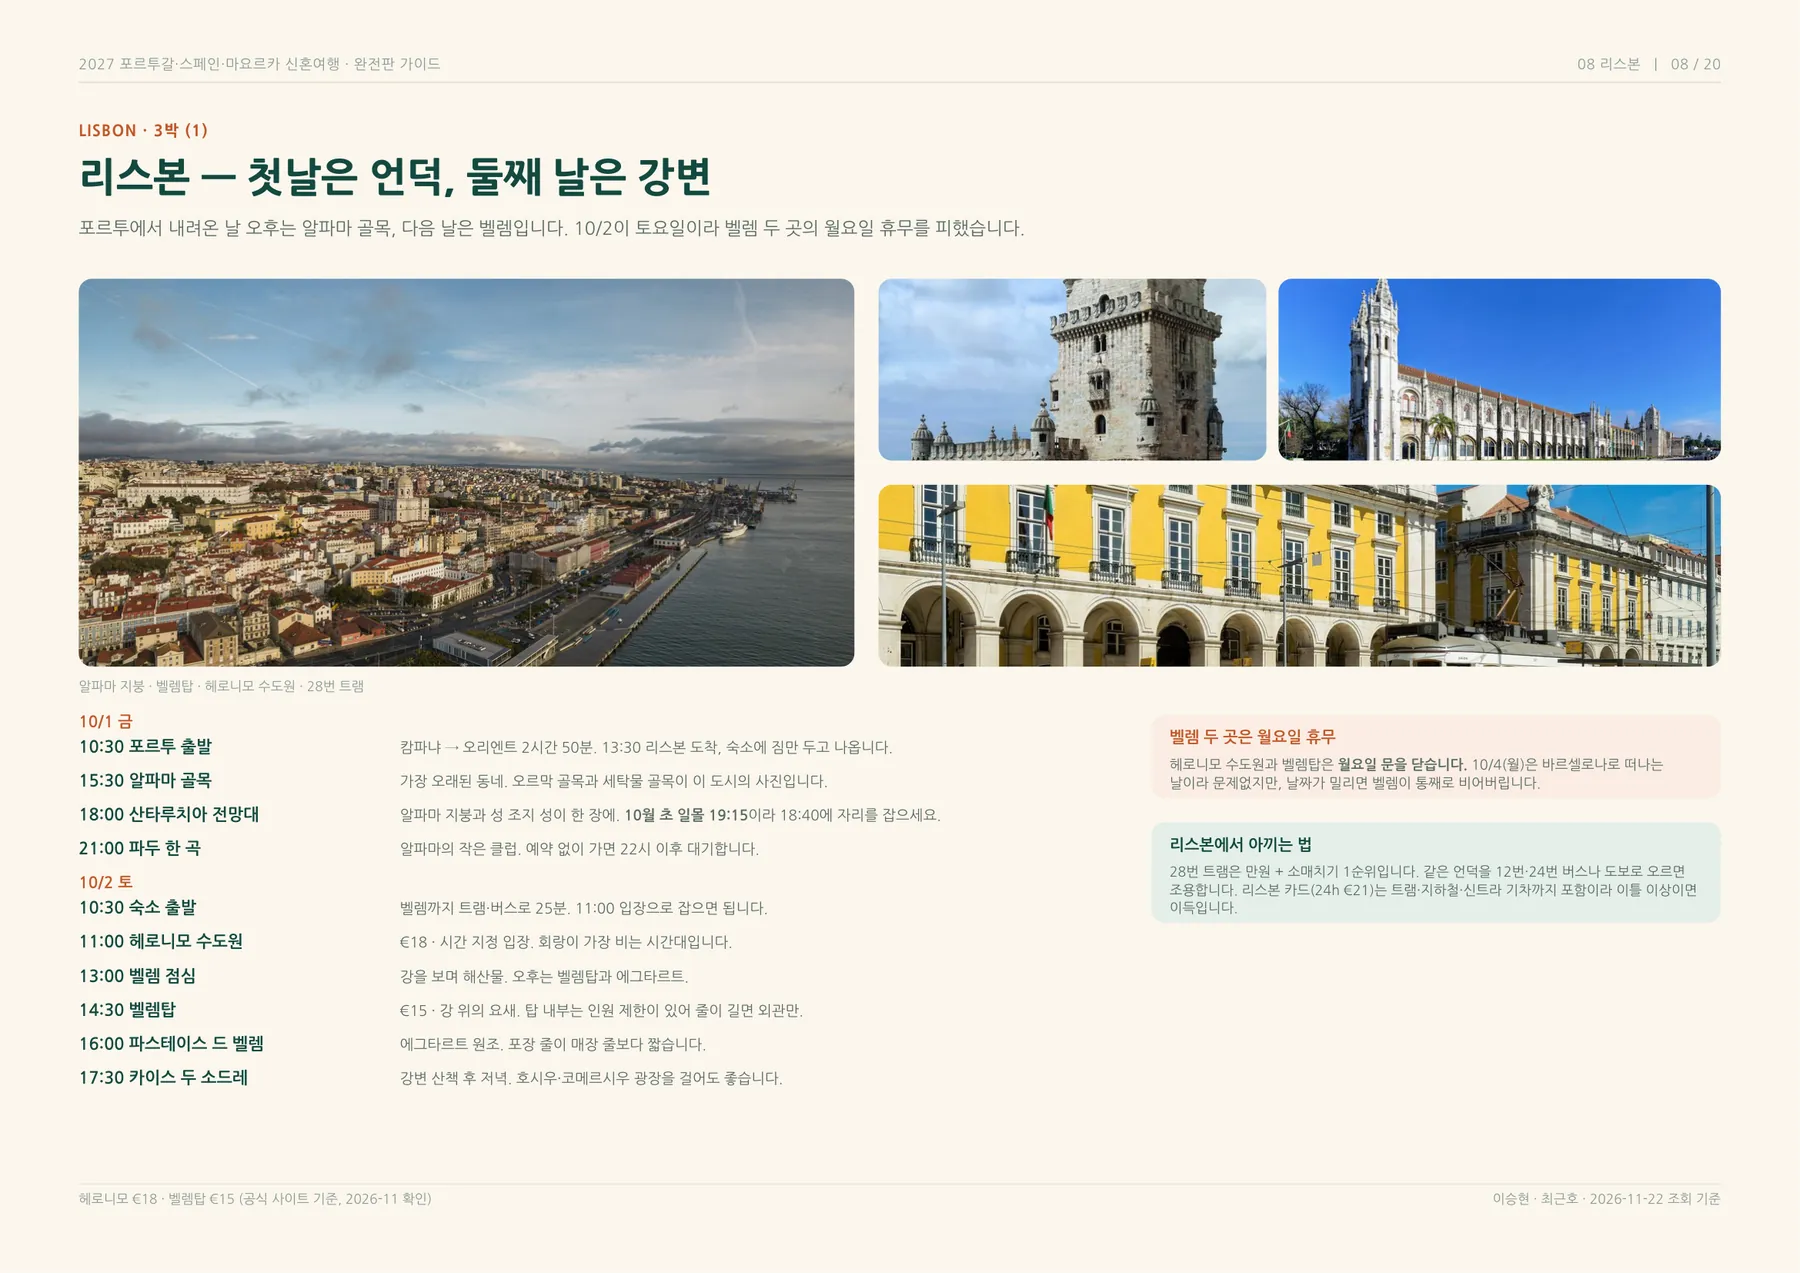 2027 포르투갈·스페인·마요르카 신혼여행 · 완전판 가이드
08 리스본 | 08 / 20
LISBON · 3박 (1)
리스본 — 첫날은 언덕, 둘째 날은 강변
포르투에서 내려온 날 오후는 알파마 골목, 다음 날은 벨렘입니다. 10/2이 토요일이라 벨렘 두 곳의 월요일 휴무를 피했습니다.
알파마 지붕 · 벨렘탑 · 헤로니모 수도원 · 28번 트램
10/1 금
10:30 포르투 출발 캄파냐 → 오리엔트 2시간 50분. 13:30 리스본 도착, 숙소에 짐만 두고 나옵니다.
15:30 알파마 골목 가장 오래된 동네. 오르막 골목과 세탁물 골목이 이 도시의 사진입니다.
18:00 산타루치아 전망대 알파마 지붕과 성 조지 성이 한 장에. 10월 초 일몰 19:15이라 18:40에 자리를 잡으세요.
21:00 파두 한 곡 알파마의 작은 클럽. 예약 없이 가면 22시 이후 대기합니다.
10/2 토
10:30 숙소 출발 벨렘까지 트램·버스로 25분. 11:00 입장으로 잡으면 됩니다.
11:00 헤로니모 수도원 €18 · 시간 지정 입장. 회랑이 가장 비는 시간대입니다.
13:00 벨렘 점심 강을 보며 해산물. 오후는 벨렘탑과 에그타르트.
14:30 벨렘탑 €15 · 강 위의 요새. 탑 내부는 인원 제한이 있어 줄이 길면 외관만.
16:00 파스테이스 드 벨렘 에그타르트 원조. 포장 줄이 매장 줄보다 짧습니다.
17:30 카이스 두 소드레 강변 산책 후 저녁. 호시우·코메르시우 광장을 걸어도 좋습니다.
벨렘 두 곳은 월요일 휴무
헤로니모 수도원과 벨렘탑은 월요일 문을 닫습니다. 10/4(월)은 바르셀로나로 떠나는
날이라 문제없지만, 날짜가 밀리면 벨렘이 통째로 비어버립니다.
리스본에서 아끼는 법
28번 트램은 만원 + 소매치기 1순위입니다. 같은 언덕을 12번·24번 버스나 도보로 오르면
조용합니다. 리스본 카드(24h €21)는 트램·지하철·신트라 기차까지 포함이라 이틀 이상이면
이득입니다.
헤로니모 €18 · 벨렘탑 €15 (공식 사이트 기준, 2026-11 확인)
이승현 · 최근호 · 2026-11-22 조회 기준